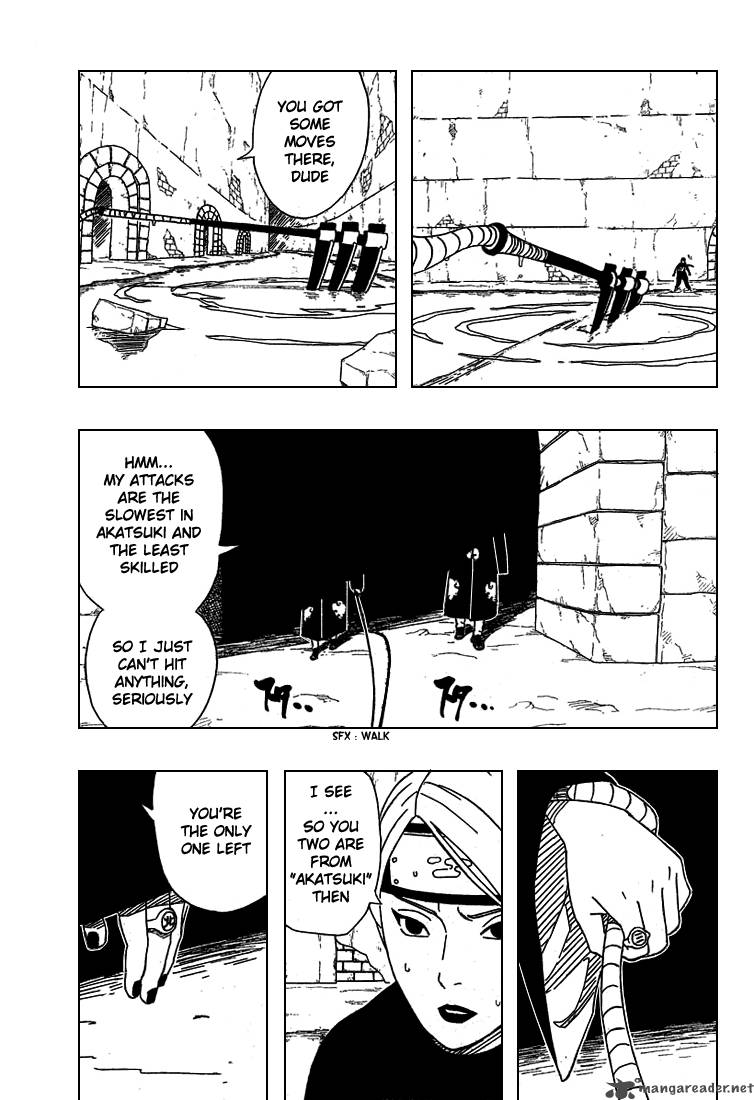 YOU GOT
SOME
MOVES
THERE,
DUDE
HMM...
MY ATTACKS
ARE THE
SLOWEST IN
AKATSUKI AND
THE LEAST
SKILLED
SO I JUST
CAN'T HIT
ANYTHING,
SERIOUSLY
SFX : WALK
I SEE
...
SO YOU
TWO ARE
FROM
"AKATSUKI"
THEN
YOU'RE
THE ONLY
ONE LEFT
北
mangareader.net